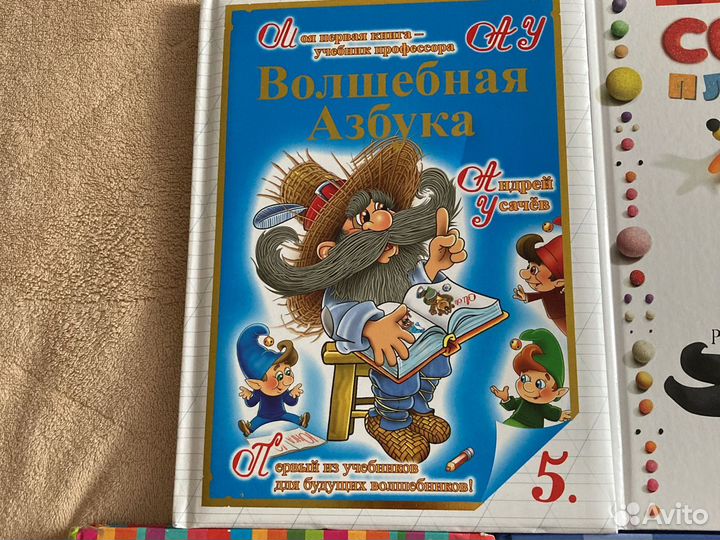 Моя первая книга –
учебник профессора
АУ
Волшебная
Азбука
Андрей
Усачёв
Первый из учебников
для будущих волшебников!
5.
Avito